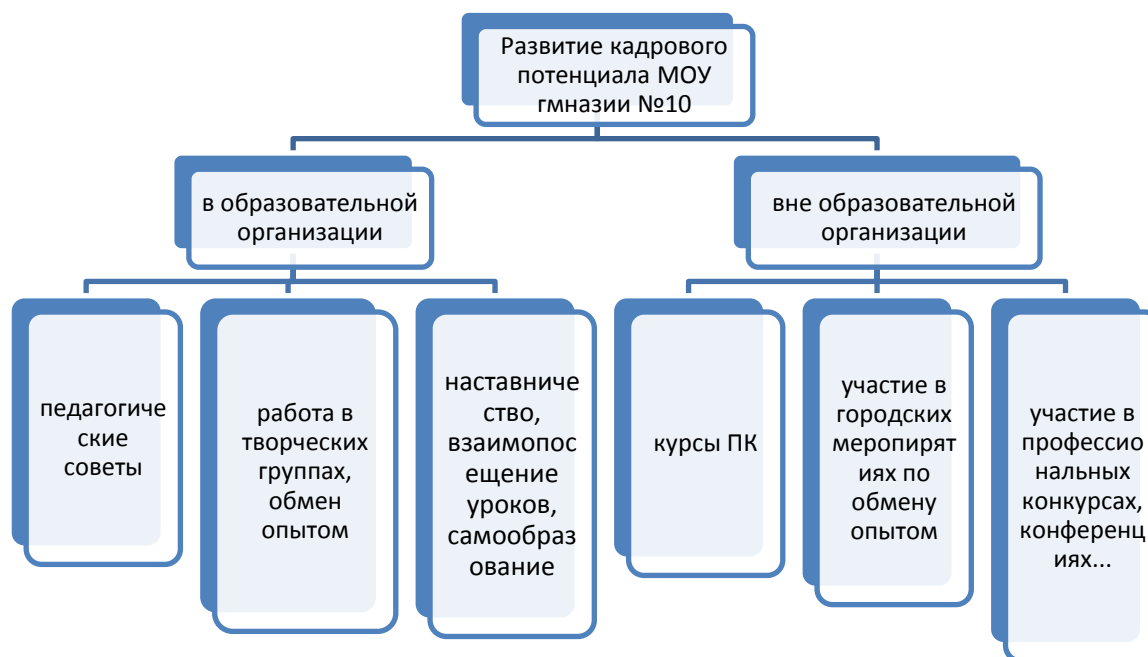 Развитие кадрового
потенциала МОУ
гмназии №10
в образовательной
организации
вне образовательной
организации
педагогиче
ские
советы
работа в
творческих
группах,
обмен
опытом
наставниче
ство,
взаимопос
ещение
уроков,
самообраз
ование
курсы ПК
участие в
городских
меропирят
иях по
обмену
опытом
участие в
профессио
нальных
конкурсах,
конференц
иях...